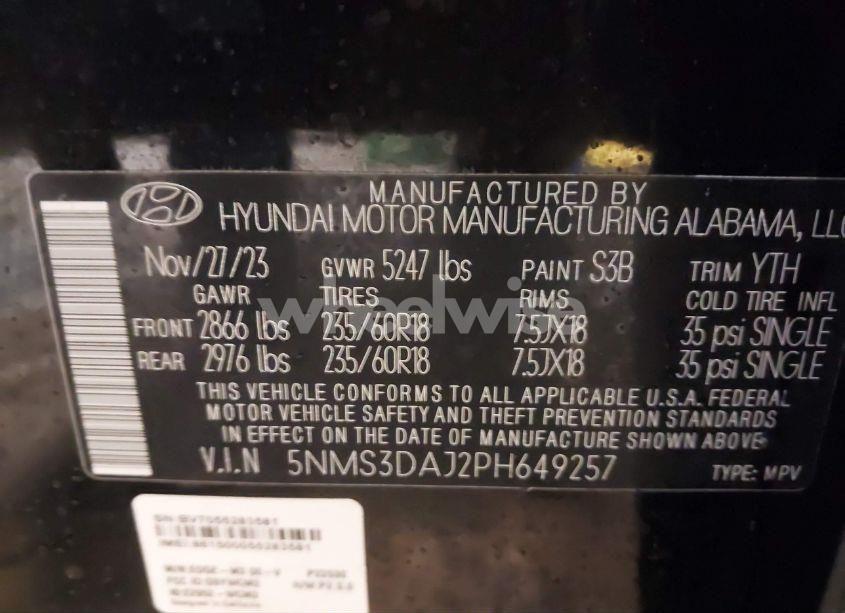 MANUFACTURED BY
HYUNDAI MOTOR MANUFACTURING ALABAMA, LLC
Nov/27/23 GVWR 5247 lbs PAINT S3B TRIM YTH
GAWR TIRES RIMS COLD TIRE INFL
FRONT 2866 lbs 235/60R18 7.5JX18 35 psi SINGLE
REAR 2976 lbs 235/60R18 7.5JX18 35 psi SINGLE
THIS VEHICLE CONFORMS TO ALL APPLICABLE U.S.A. FEDERAL
MOTOR VEHICLE SAFETY AND THEFT PREVENTION STANDARDS
IN EFFECT ON THE DATE OF MANUFACTURE SHOWN ABOVE
V.I.N 5NMS3DAJ2PH649257 TYPE: MPV
wheelwise